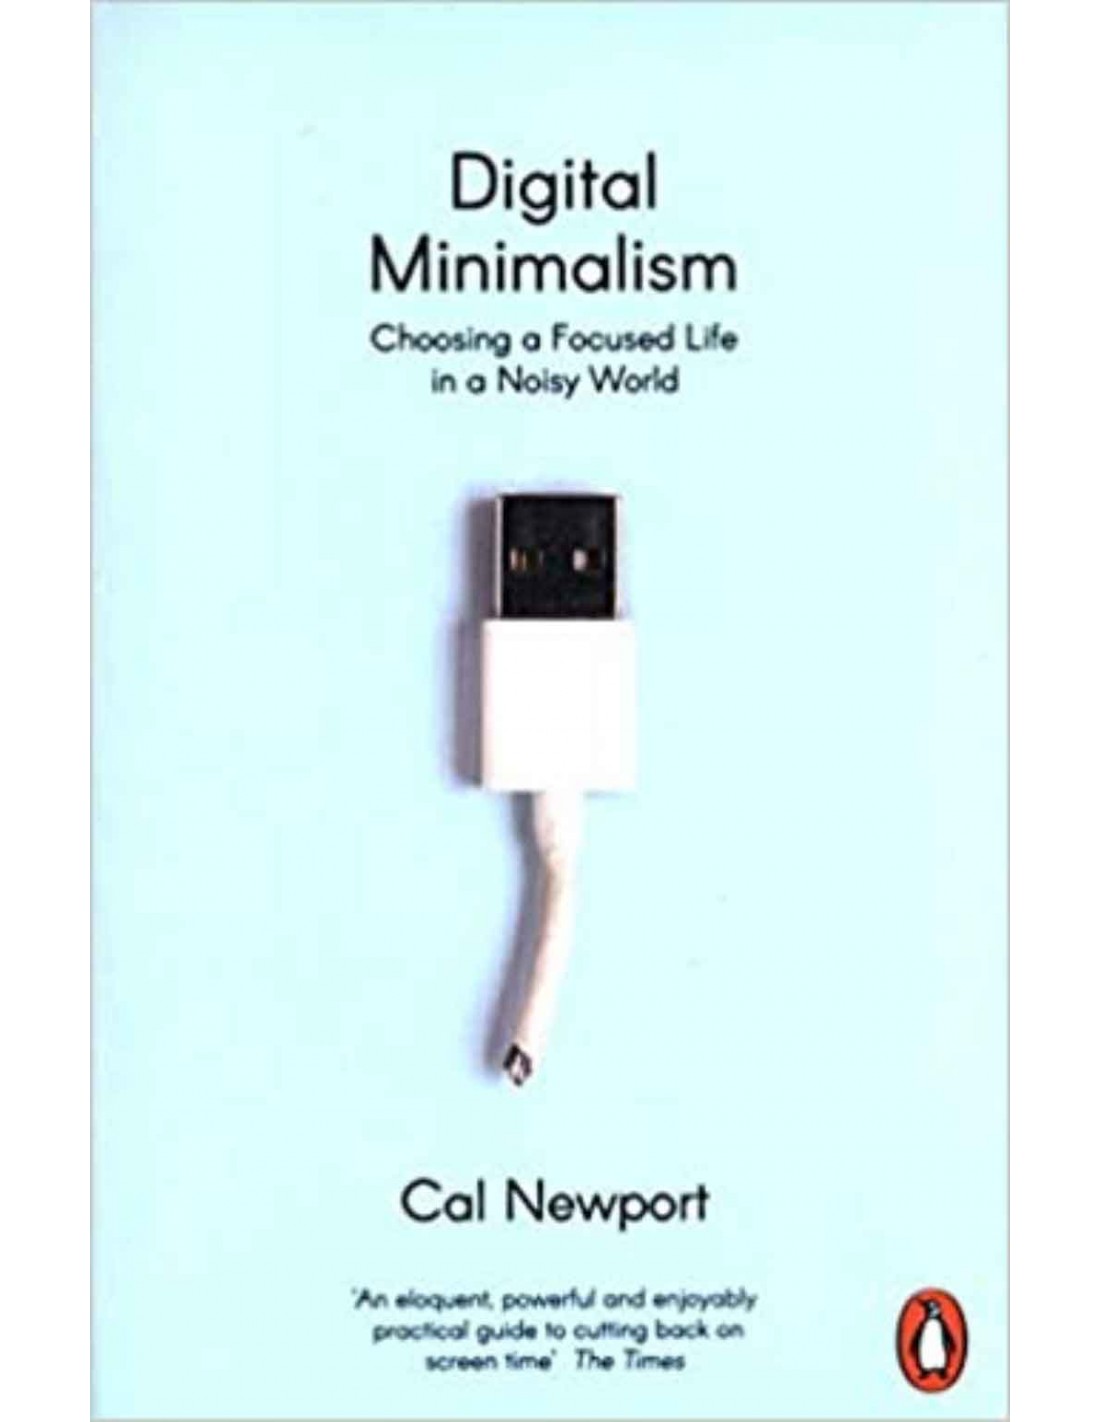 Digital
Minimalism
Choosing a Focused Life
in a Noisy World
Cal Newport
'An eloquent, powerful and enjoyably
practical guide to cutting back on
screen time' The Times